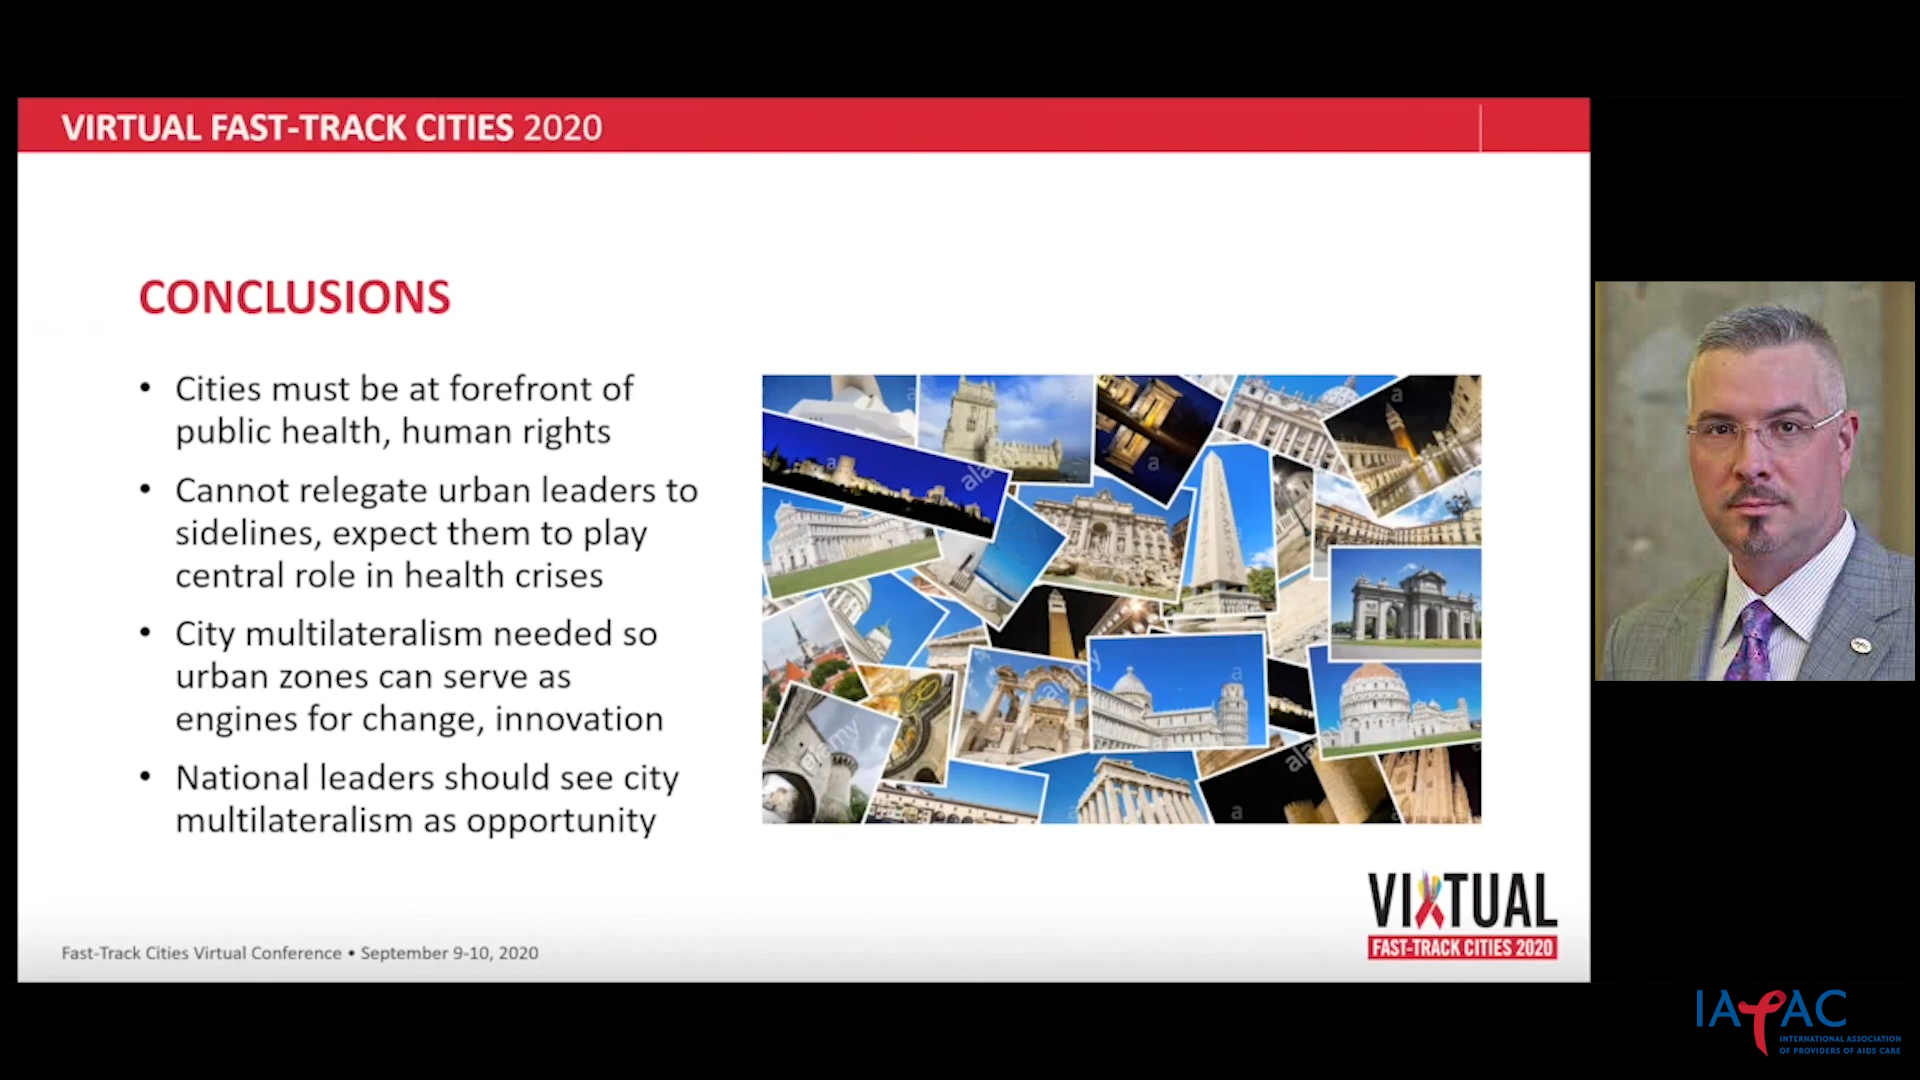 VIRTUAL FAST-TRACK CITIES 2020
CONCLUSIONS
• Cities must be at forefront of
public health, human rights
• Cannot relegate urban leaders to
sidelines, expect them to play
central role in health crises
• City multilateralism needed so
urban zones can serve as
engines for change, innovation
• National leaders should see city
multilateralism as opportunity
a
a
a
a
a
ala
alamy
alamy
a
a
VIRTUAL
FAST-TRACK CITIES 2020
Fast-Track Cities Virtual Conference • September 9-10, 2020
IAPAC
INTERNATIONAL ASSOCIATION
OF PROVIDERS OF AIDS CARE